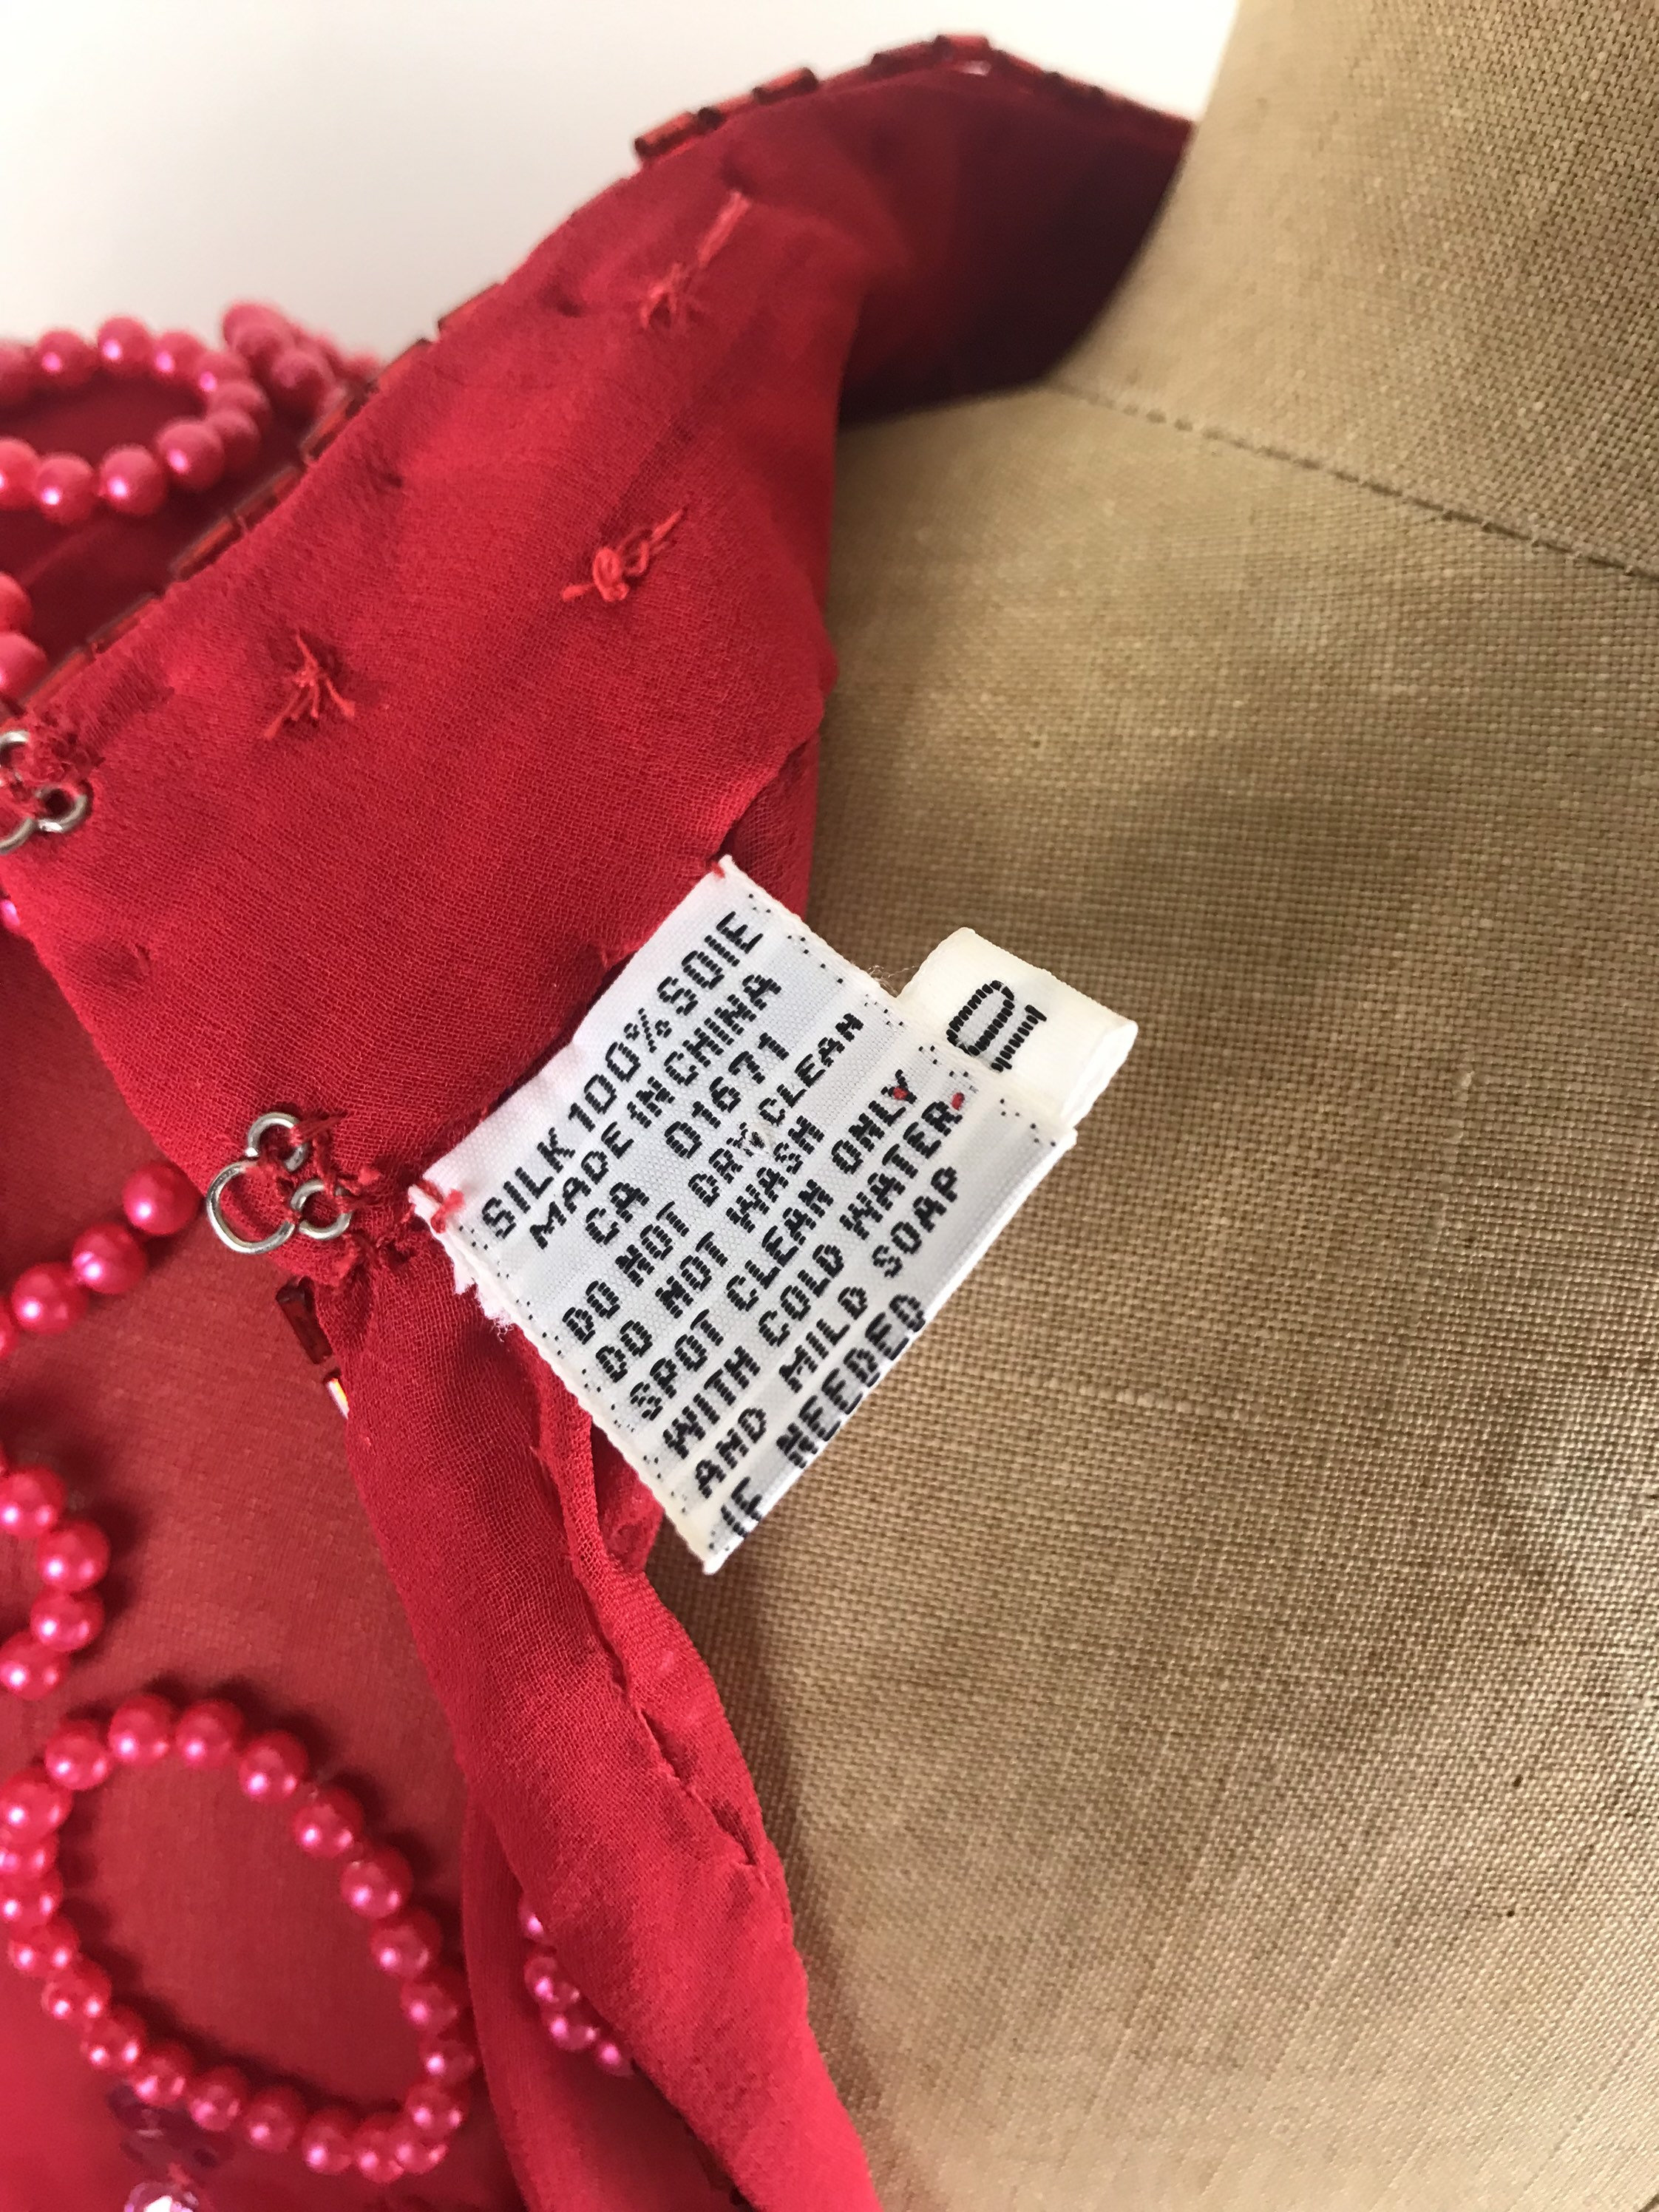 SILK 100% SOIE
MADE IN CHINA
CA 01671
DO NOT DRY CLEAN
DO NOT WASH
SPOT CLEAN ONLY
WITH COLD WATER
AND MILD SOAP
IF NEEDED
10